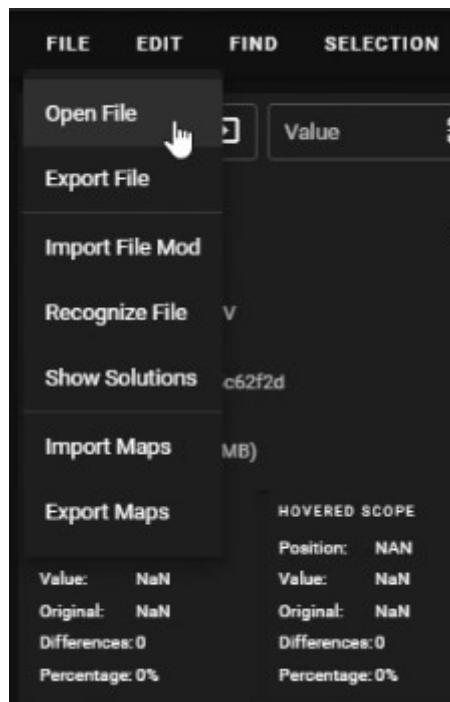 FILE EDIT FIND SELECTION
Open File
Value
Export File
Import File Mod
Recognize File V
Show Solutions
c62f2d
Import Maps
MB)
Export Maps
HOVERED SCOPE
Position: NAN
Value: NaN Value: NaN
Original: NaN Original: NaN
Differences: 0 Differences: 0
Percentage: 0% Percentage: 0%